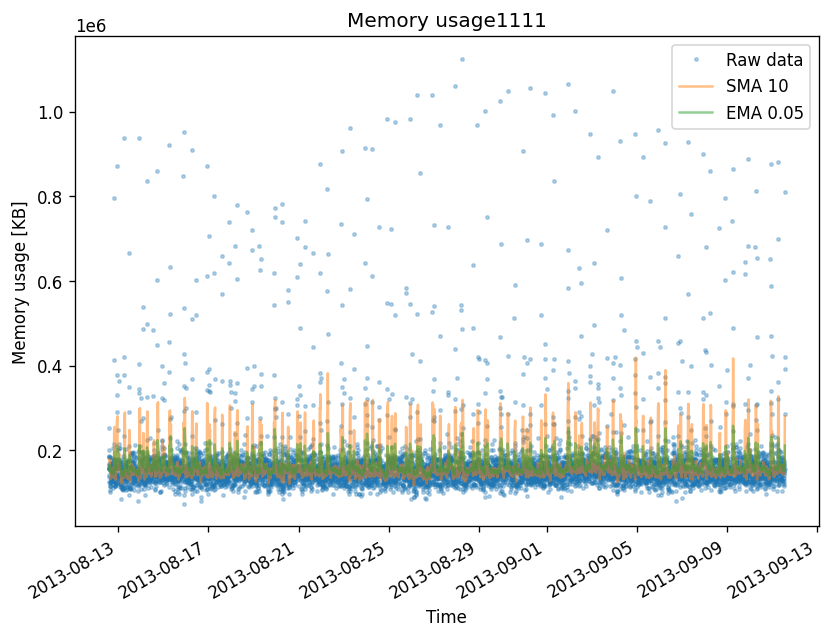 Memory usage1111
1e6
Raw data
SMA 10
EMA 0.05
1.0
0.8
0.6
0.4
0.2
Memory usage [KB]
2013-08-13
2013-08-17
2013-08-21
2013-08-25
2013-08-29
2013-09-01
2013-09-05
2013-09-09
2013-09-13
Time